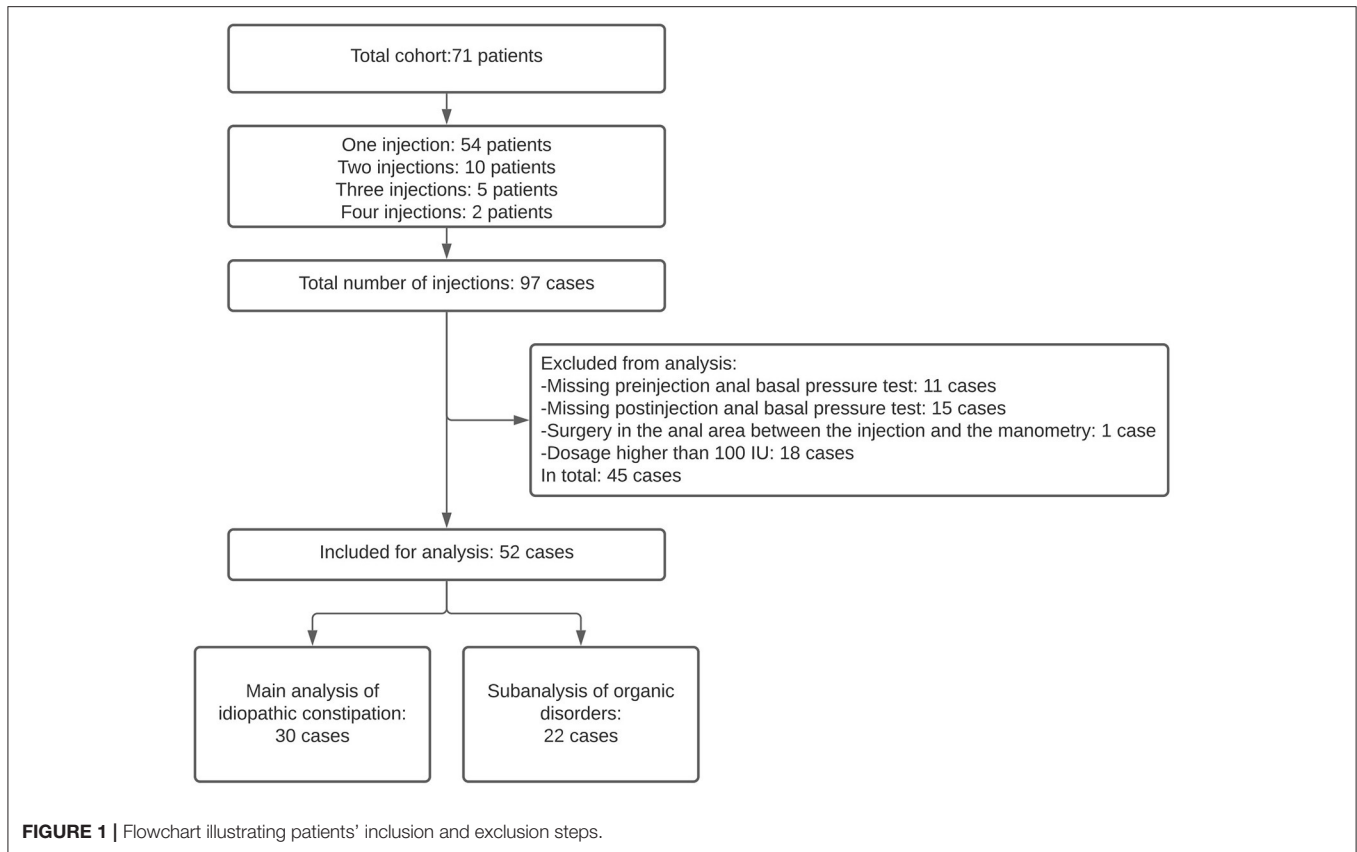 Total cohort:71 patients
One injection: 54 patients
Two injections: 10 patients
Three injections: 5 patients
Four injections: 2 patients
Total number of injections: 97 cases
Excluded from analysis:
-Missing preinjection anal basal pressure test: 11 cases
-Missing postinjection anal basal pressure test: 15 cases
-Surgery in the anal area between the injection and the manometry: 1 case
-Dosage higher than 100 IU: 18 cases
In total: 45 cases
Included for analysis: 52 cases
Main analysis of
idiopathic constipation:
30 cases
Subanalysis of organic
disorders:
22 cases
FIGURE 1 | Flowchart illustrating patients’ inclusion and exclusion steps.